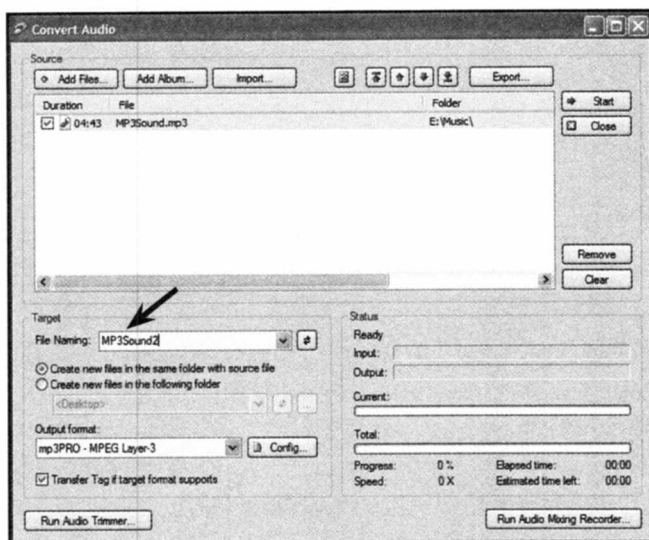 Convert Audio
Source
Add Files... Add Album... Import... Export...
Duration File Folder
04:43 MP3Sound.mp3 E:\Music\
Start
Close
Remove
Clear
Target
File Naming: MP3Sound2
Create new files in the same folder with source file
Create new files in the following folder
<Desktop>
...
Output format:
mp3PRO - MPEG Layer-3 Config...
Transfer Tag if target format supports
Status
Ready
Input:
Output:
Current:
Total:
Progress: 0 % Elapsed time: 00:00
Speed: 0 X Estimated time left: 00:00
Run Audio Trimmer... Run Audio Mixing Recorder...